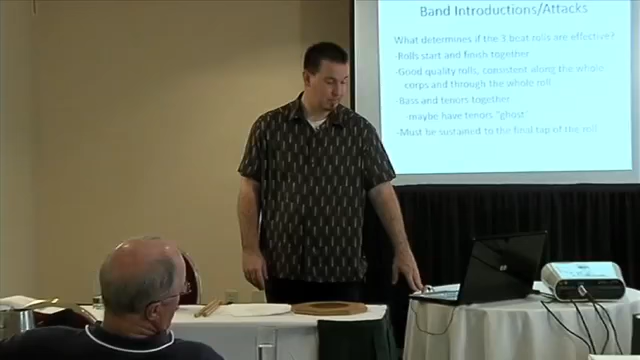 Band Introductions/Attacks
What determines if the 3 beat rolls are effective?
-Rolls start and finish together
-Good quality rolls, consistent along the whole
corps and through the whole roll
-Bass and tenors together
-maybe have tenors "ghost'
-Must be sustained to the final tap of the roll